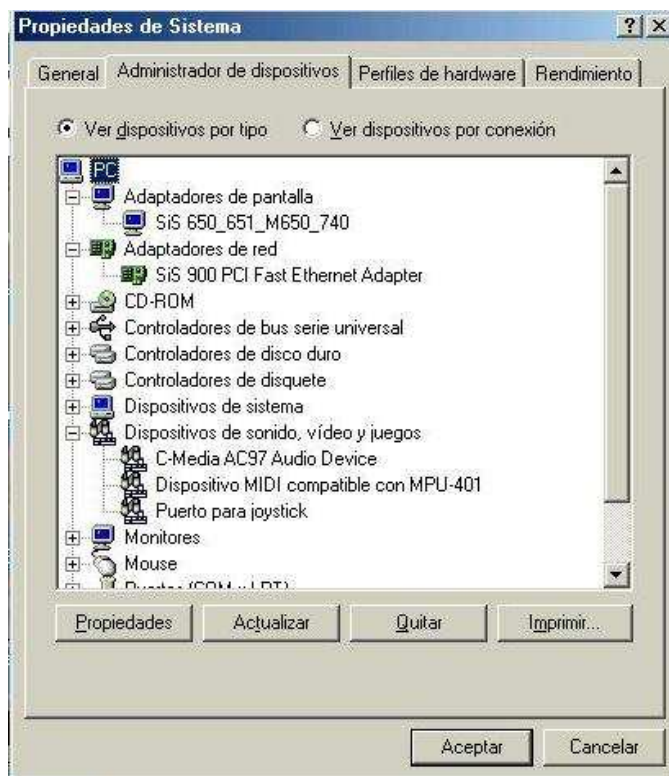 Propiedades de Sistema
General Administrador de dispositivos Perfiles de hardware Rendimiento
Ver dispositivos por tipo Ver dispositivos por conexión
PC
Adaptadores de pantalla
SiS 650_651_M650_740
Adaptadores de red
SiS 900 PCI Fast Ethernet Adapter
CD-ROM
Controladores de bus serie universal
Controladores de disco duro
Controladores de disquete
Dispositivos de sistema
Dispositivos de sonido, vídeo y juegos
C-Media AC97 Audio Device
Dispositivo MIDI compatible con MPU-401
Puerto para joystick
Monitores
Mouse
Puertos (COM y LPT)
Propiedades Actualizar Quitar Imprimir...
Aceptar Cancelar